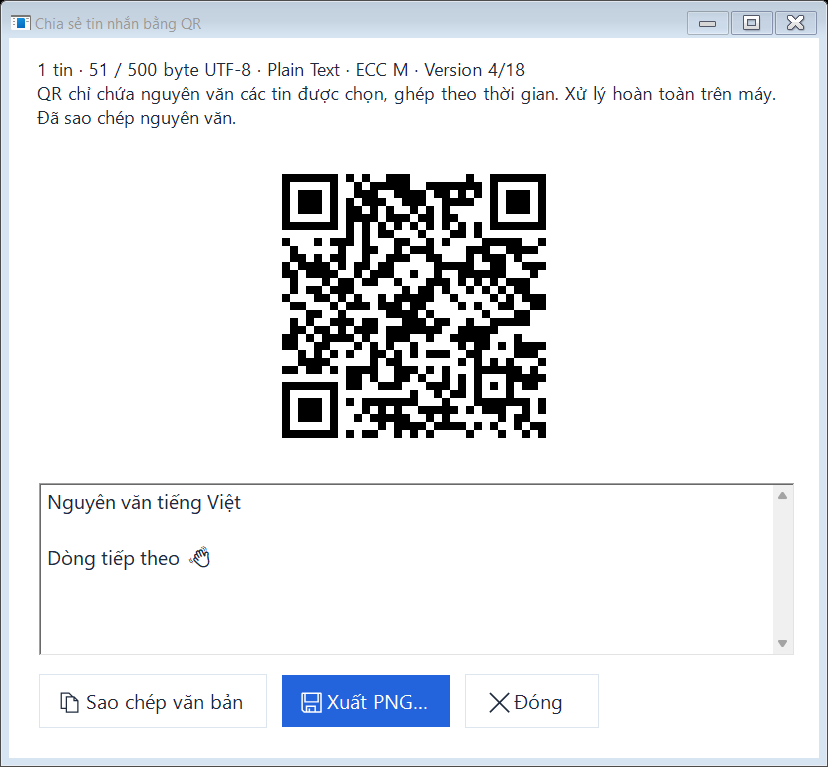 Chia sẻ tin nhắn bằng QR
1 tin · 51 / 500 byte UTF-8 · Plain Text · ECC M · Version 4/18
QR chỉ chứa nguyên văn các tin được chọn, ghép theo thời gian. Xử lý hoàn toàn trên máy.
Đã sao chép nguyên văn.
Nguyên văn tiếng Việt
Dòng tiếp theo 👋
Sao chép văn bản
Xuất PNG...
Đóng